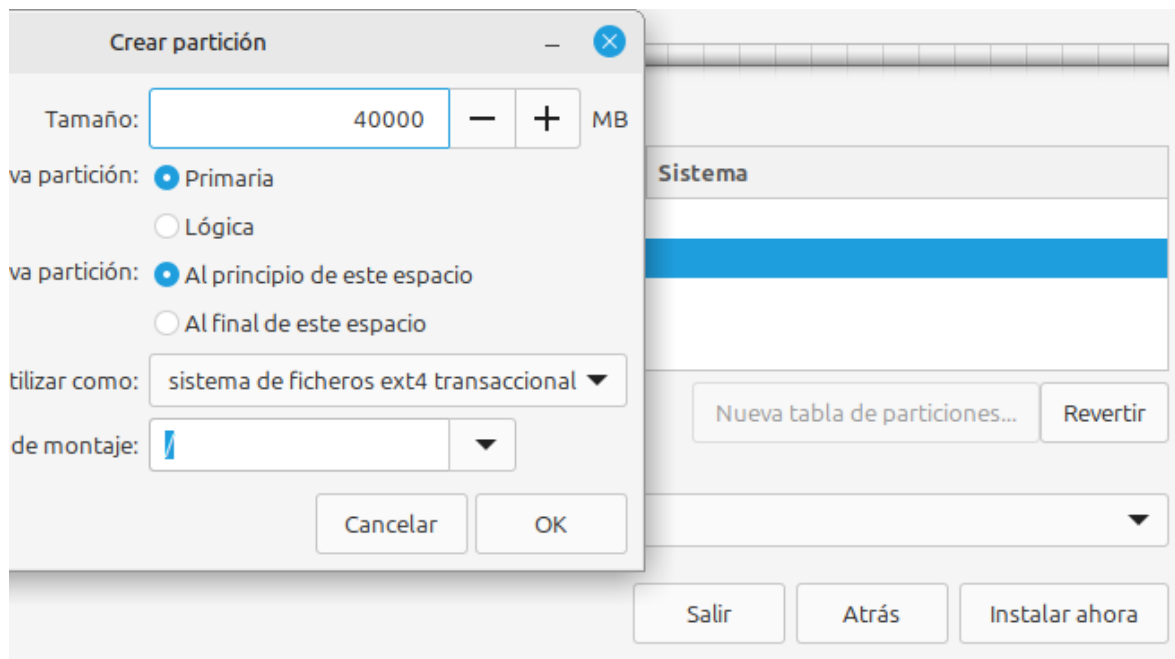 Crear partición
Tamaño: 40000 MB
va partición: Primaria
Lógica
Sistema
va partición: Al principio de este espacio
Al final de este espacio
tilizar como: sistema de ficheros ext4 transaccional
Nueva tabla de particiones... Revertir
de montaje: /
Cancelar OK
Salir Atrás Instalar ahora